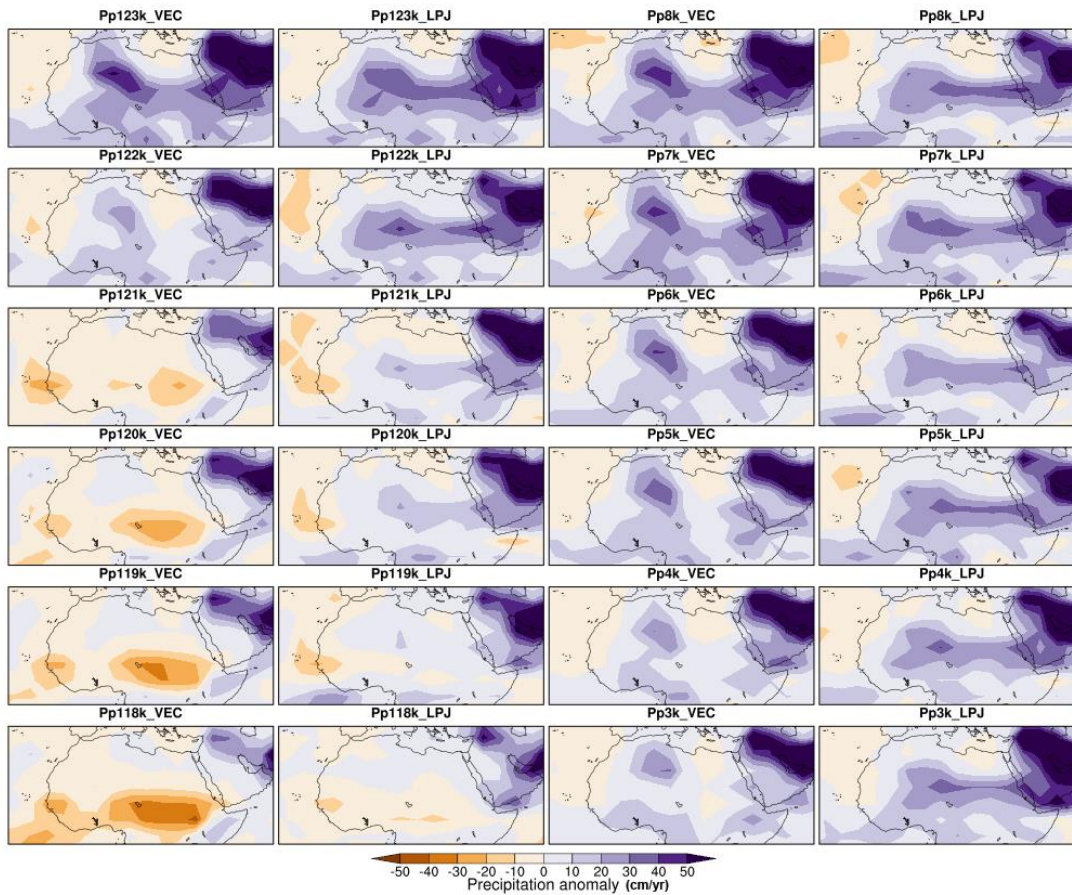 Pp123k_VEC Pp123k_LPJ Pp8k_VEC Pp8k_LPJ
Pp122k_VEC Pp122k_LPJ Pp7k_VEC Pp7k_LPJ
Pp121k_VEC Pp121k_LPJ Pp6k_VEC Pp6k_LPJ
Pp120k_VEC Pp120k_LPJ Pp5k_VEC Pp5k_LPJ
Pp119k_VEC Pp119k_LPJ Pp4k_VEC Pp4k_LPJ
Pp118k_VEC Pp118k_LPJ Pp3k_VEC Pp3k_LPJ
-50 -40 -30 -20 -10 0 10 20 30 40 50
Precipitation anomaly (cm/yr)